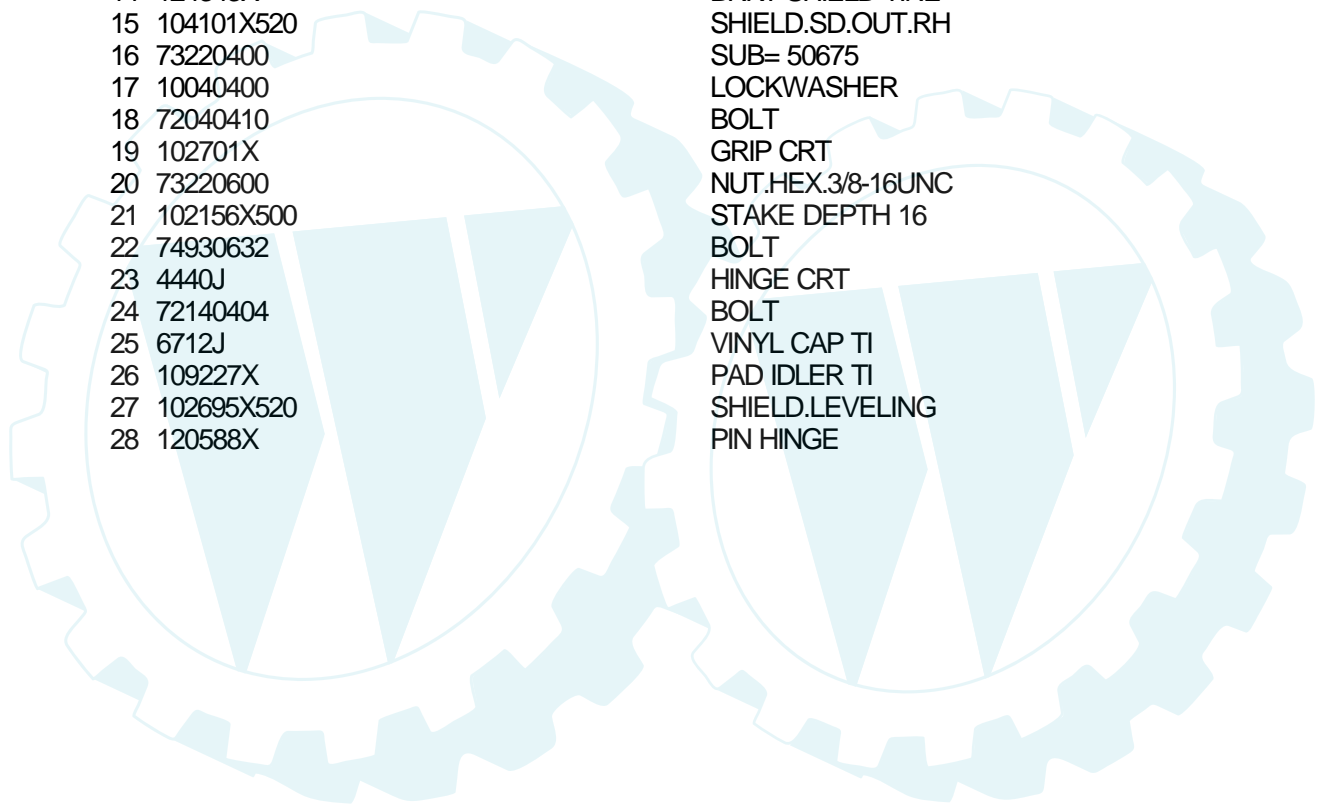 15 104101X520 SHIELD.SD.OUT.RH
16 73220400 SUB= 50675
17 10040400 LOCKWASHER
18 72040410 BOLT
19 102701X GRIP CRT
20 73220600 NUT.HEX.3/8-16UNC
21 102156X500 STAKE DEPTH 16
22 74930632 BOLT
23 4440J HINGE CRT
24 72140404 BOLT
25 6712J VINYL CAP TI
26 109227X PAD IDLER TI
27 102695X520 SHIELD.LEVELING
28 120588X PIN HINGE